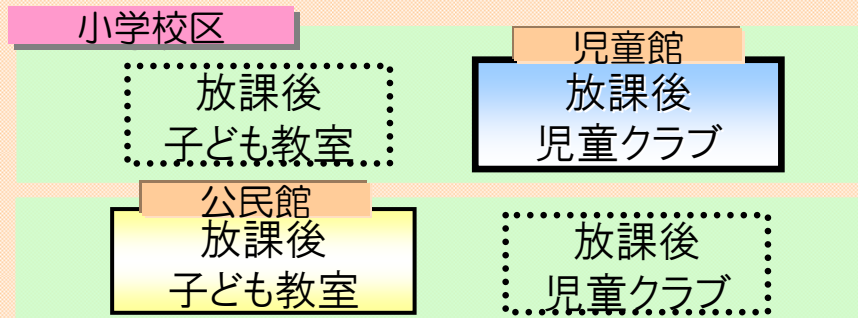 小学校区
放課後
子ども教室
児童館
放課後
児童クラブ
公民館
放課後
子ども教室
放課後
児童クラブ